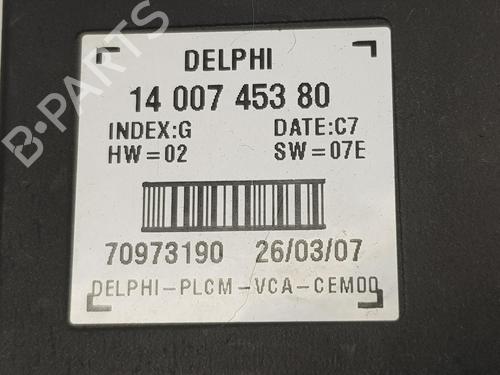 DELPHI
14 007 453 80
INDEX:G DATE:C7
HW=02 SW=07E
70973190 26/03/07
DELPHI-PLCM-VCA-CEM00
B-PARTS